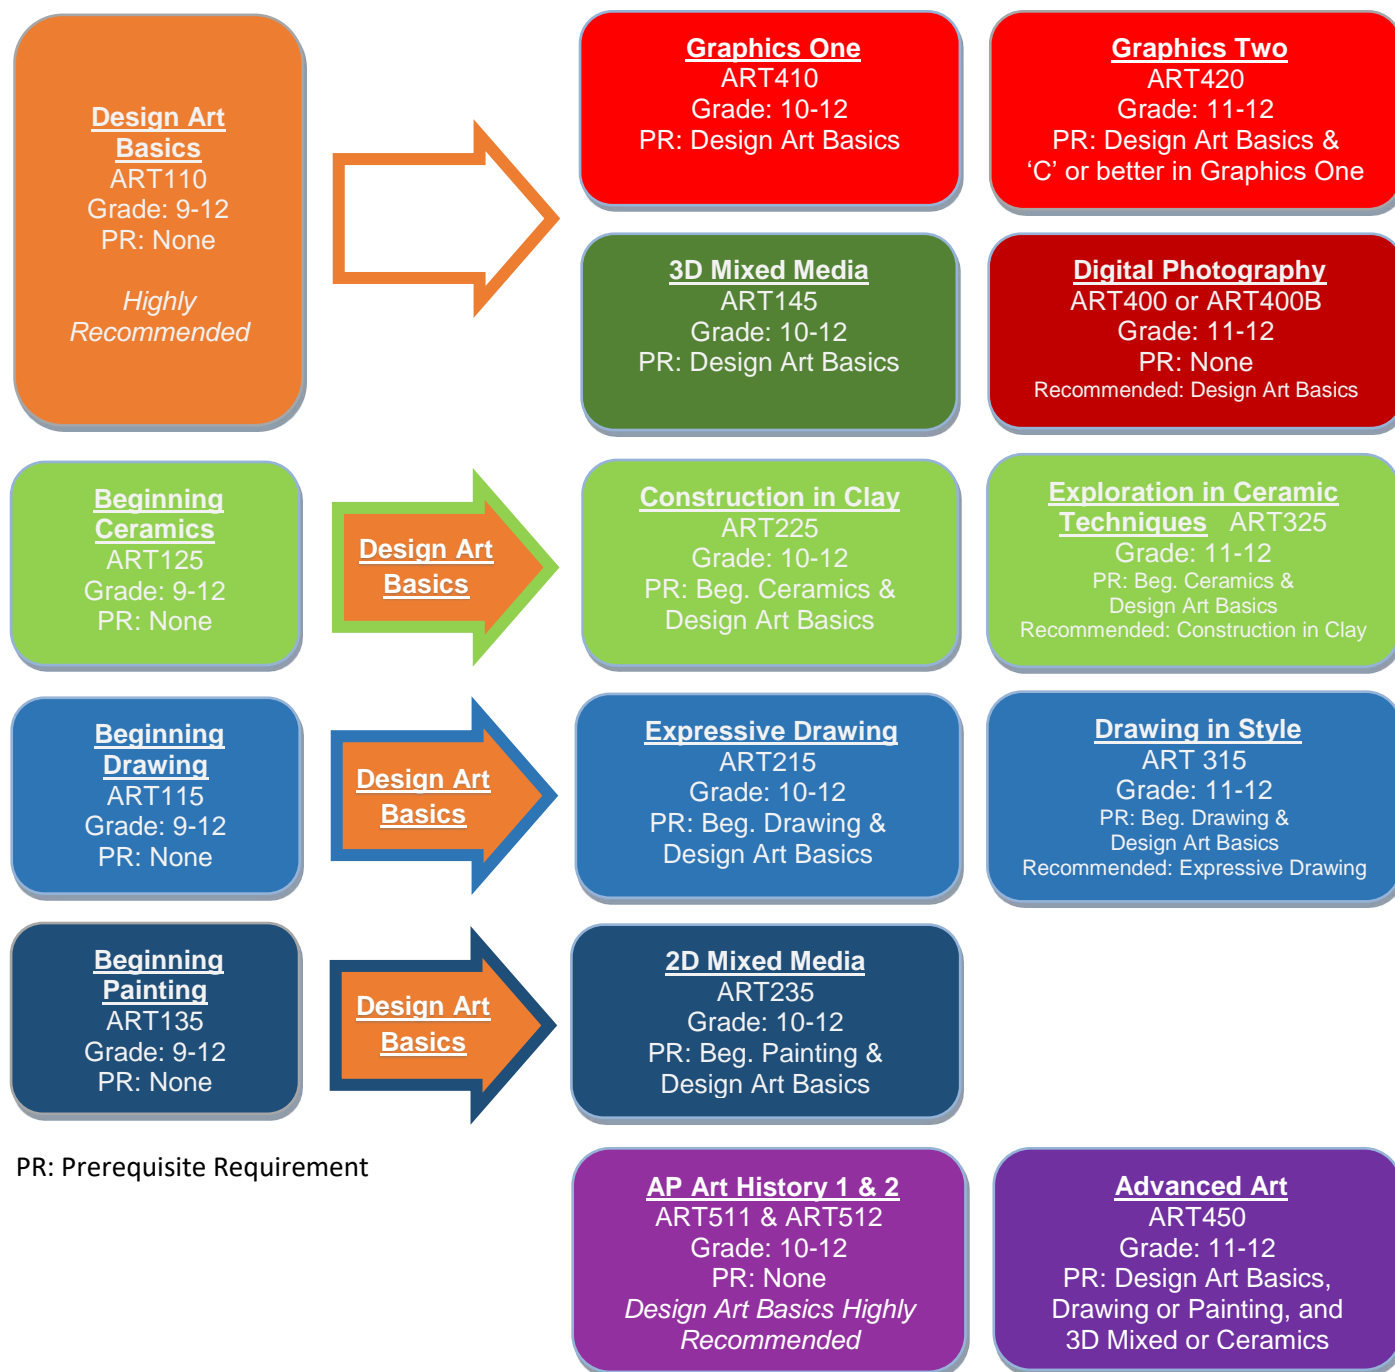 Design Art
Basics
ART110
Grade: 9-12
PR: None
Highly
Recommended
Graphics One
ART410
Grade: 10-12
PR: Design Art Basics
Graphics Two
ART420
Grade: 11-12
PR: Design Art Basics &
‘C’ or better in Graphics One
3D Mixed Media
ART145
Grade: 10-12
PR: Design Art Basics
Digital Photography
ART400 or ART400B
Grade: 11-12
PR: None
Recommended: Design Art Basics
Beginning
Ceramics
ART125
Grade: 9-12
PR: None
Design Art
Basics
Construction in Clay
ART225
Grade: 10-12
PR: Beg. Ceramics &
Design Art Basics
Exploration in Ceramic
Techniques ART325
Grade: 11-12
PR: Beg. Ceramics &
Design Art Basics
Recommended: Construction in Clay
Beginning
Drawing
ART115
Grade: 9-12
PR: None
Design Art
Basics
Expressive Drawing
ART215
Grade: 10-12
PR: Beg. Drawing &
Design Art Basics
Drawing in Style
ART 315
Grade: 11-12
PR: Beg. Drawing &
Design Art Basics
Recommended: Expressive Drawing
Beginning
Painting
ART135
Grade: 9-12
PR: None
Design Art
Basics
2D Mixed Media
ART235
Grade: 10-12
PR: Beg. Painting &
Design Art Basics
PR: Prerequisite Requirement
AP Art History 1 & 2
ART511 & ART512
Grade: 10-12
PR: None
Design Art Basics Highly
Recommended
Advanced Art
ART450
Grade: 11-12
PR: Design Art Basics,
Drawing or Painting, and
3D Mixed or Ceramics